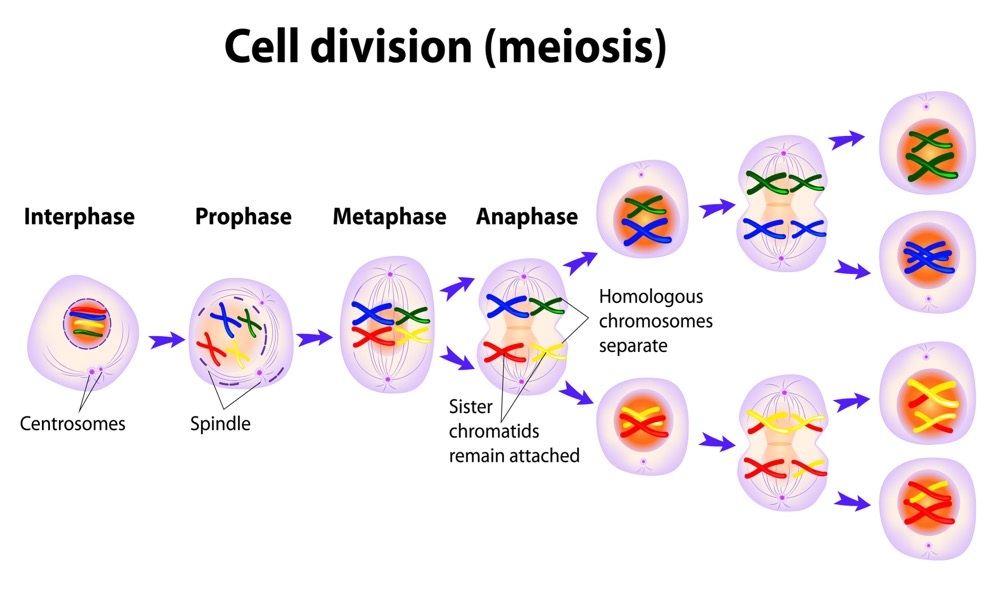 Cell division (meiosis)
Interphase
Prophase
Metaphase
Anaphase
Homologous
chromosomes
separate
Centrosomes
Spindle
Sister
chromatids
remain attached